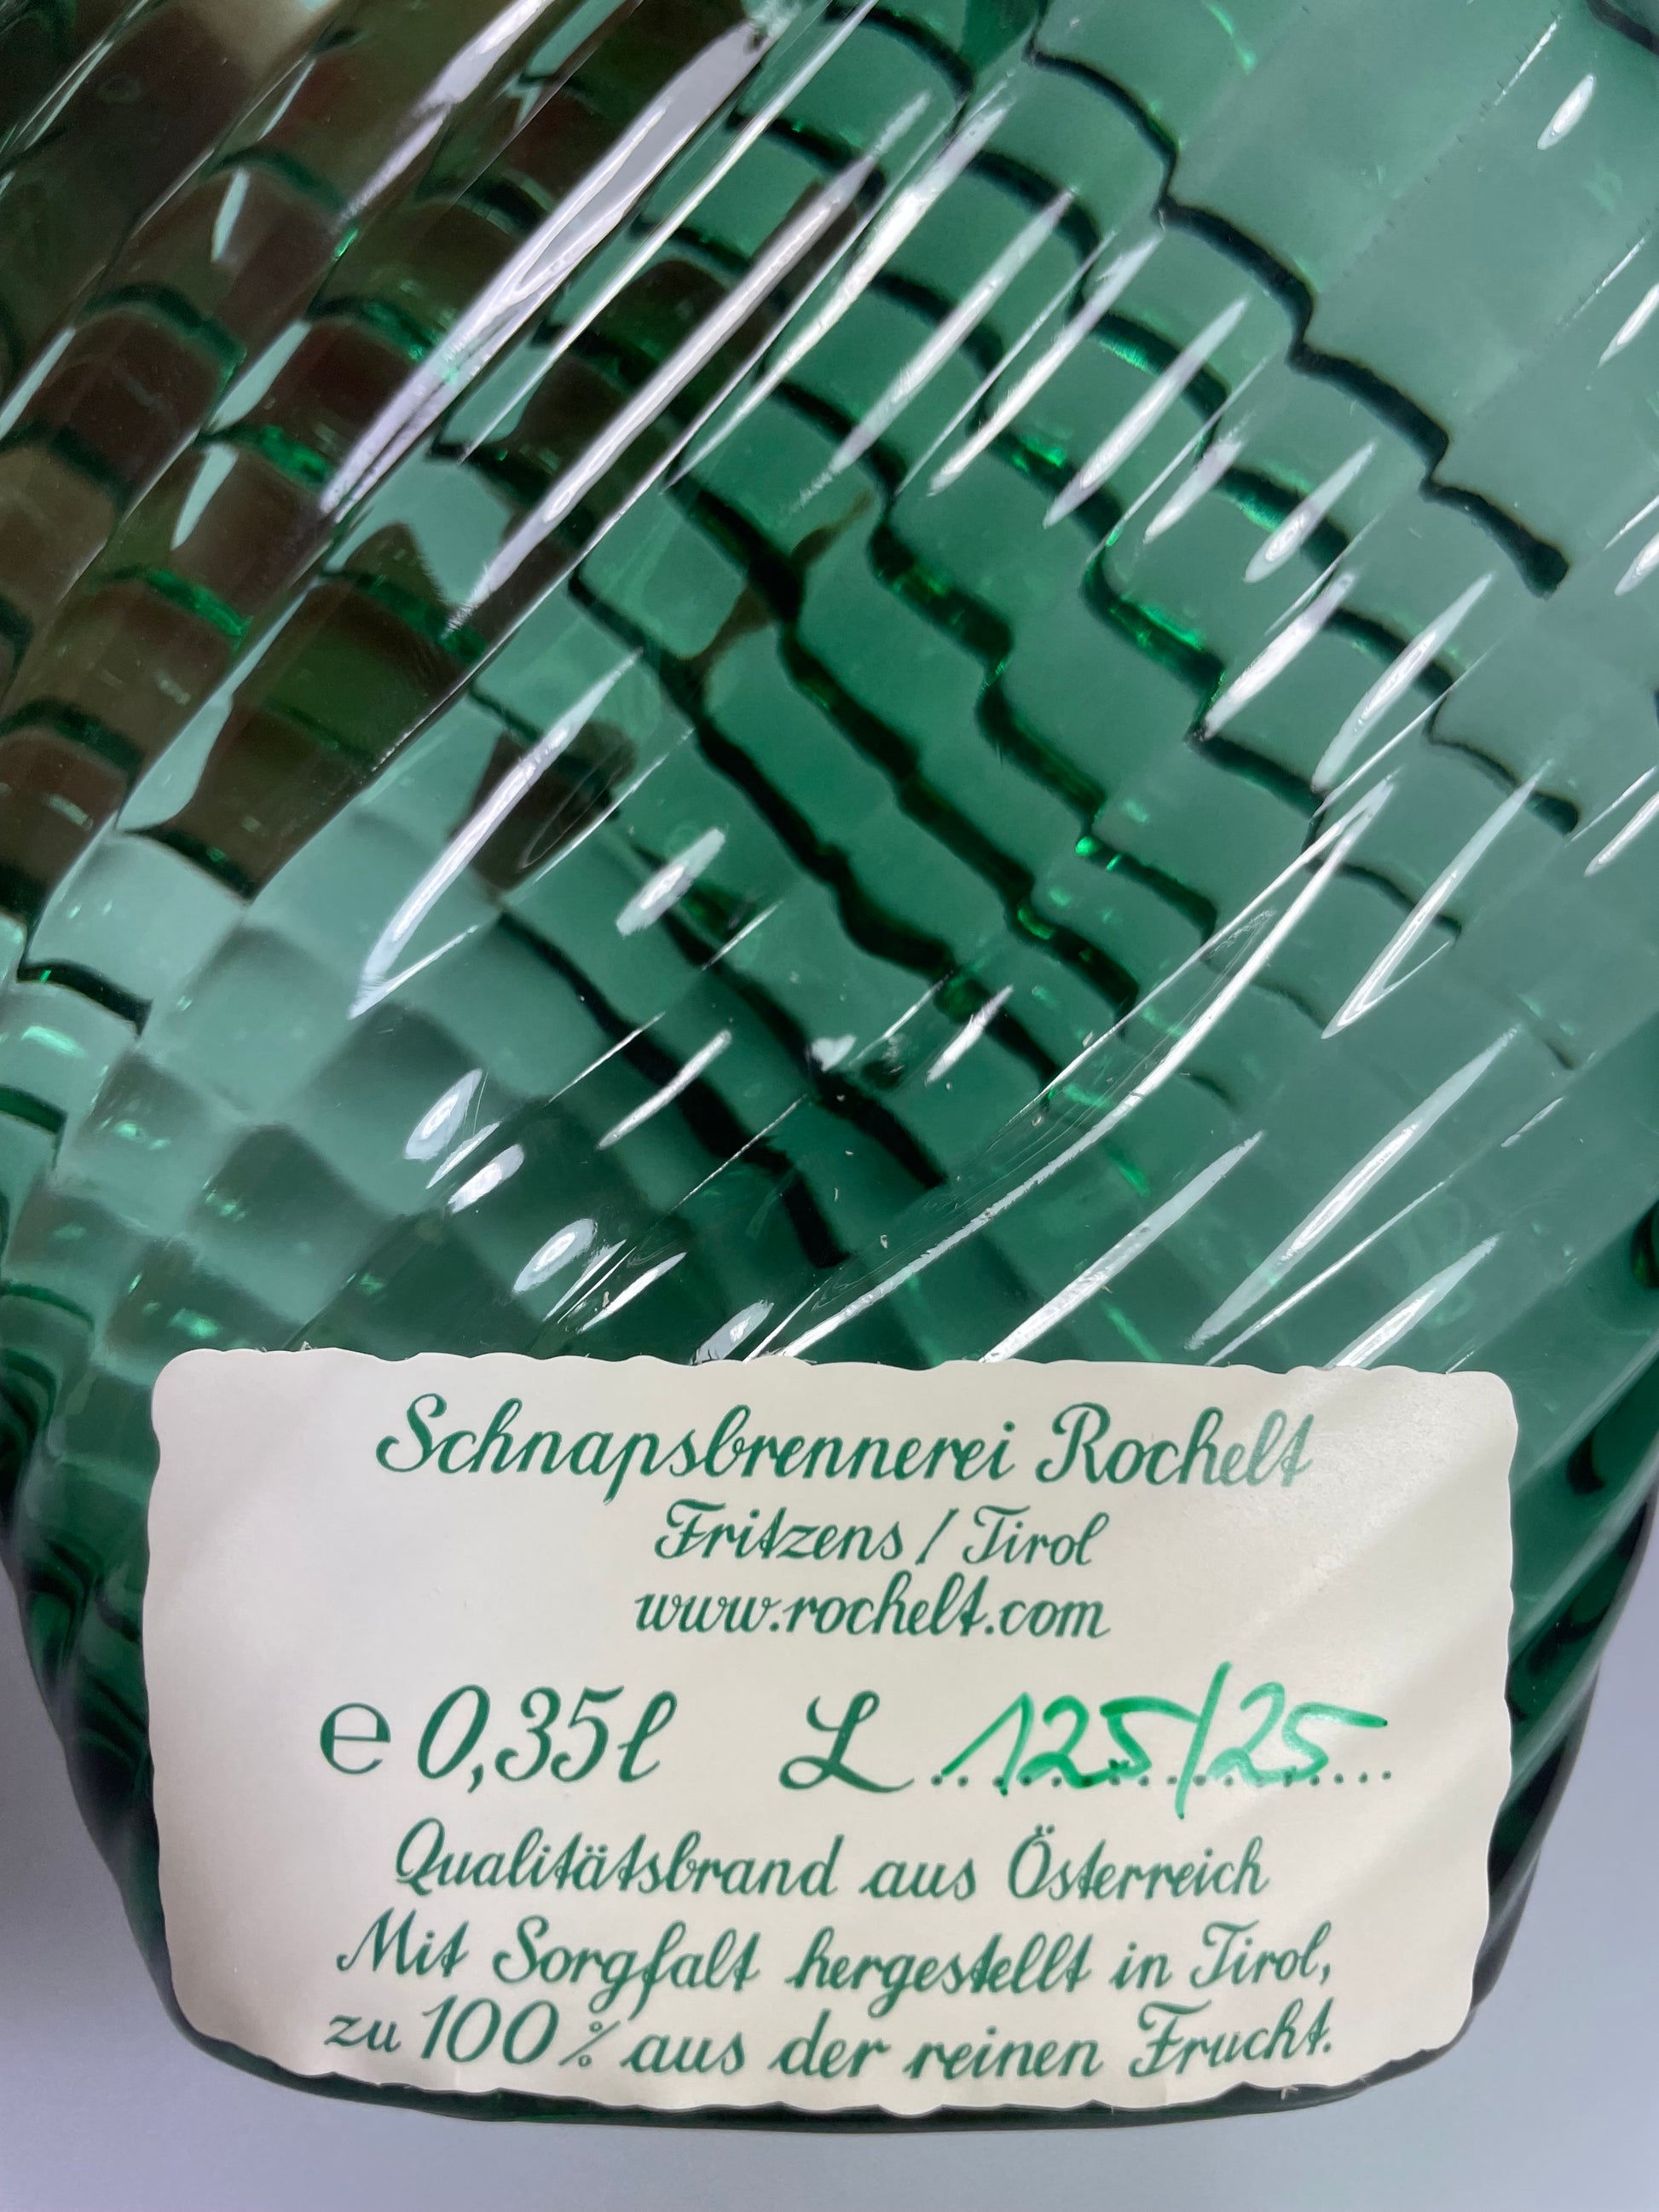 Schnapsbrennerei Rochelt
Fritzens / Tirol
www.rochelt.com
℮ 0,35l L 125/25
Qualitätsbrand aus Österreich
Mit Sorgfalt hergestellt in Tirol,
zu 100% aus der reinen Frucht.